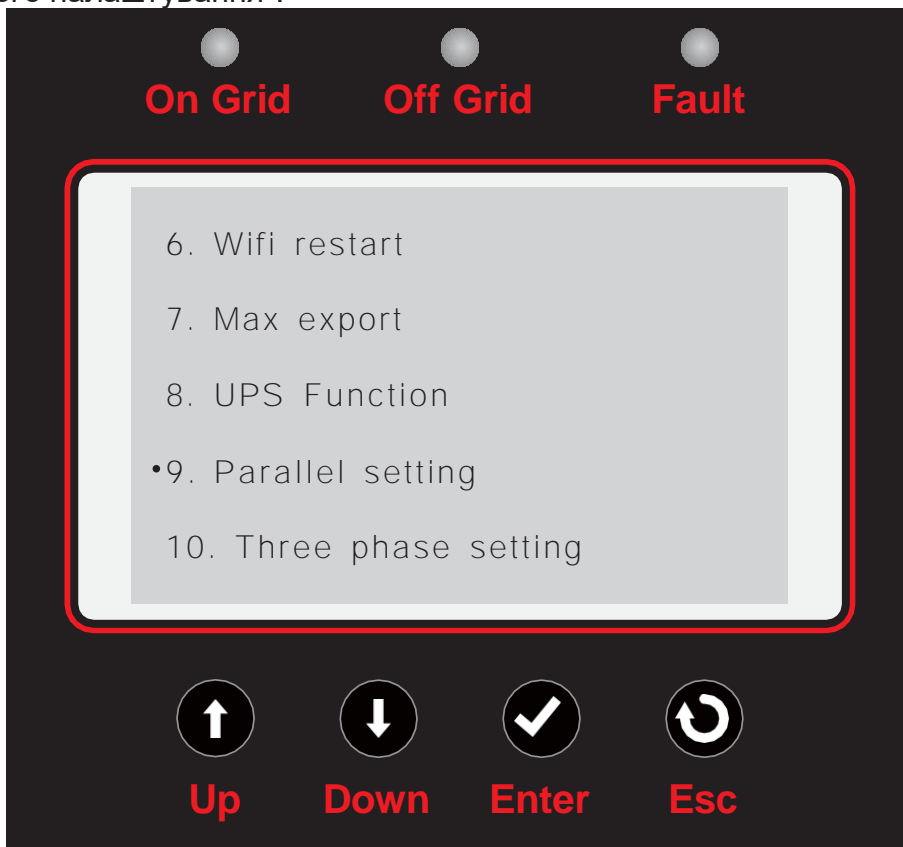 налаштування".
On Grid Off Grid Fault
6. Wifi restart
7. Max export
8. UPS Function
•9. Parallel setting
10. Three phase setting
Up Down Enter Esc